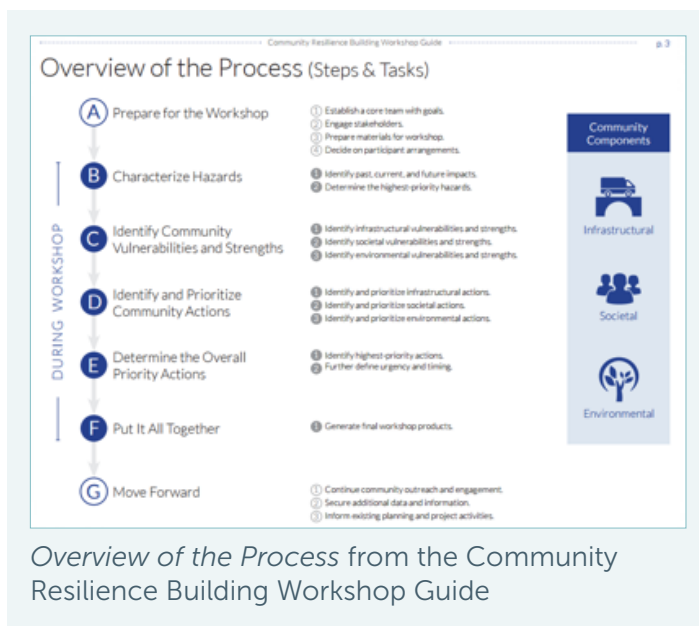 Community Resilience Building Workshop Guide
p.3
Overview of the Process (Steps & Tasks)
A Prepare for the Workshop
1 Establish a core team with goals.
2 Engage stakeholders.
3 Prepare materials for workshop.
4 Decide on participant arrangements.
DURING WORKSHOP
B Characterize Hazards
1 Identify past, current, and future impacts.
2 Determine the highest-priority hazards.
C Identify Community
Vulnerabilities and Strengths
1 Identify infrastructural vulnerabilities and strengths.
2 Identify societal vulnerabilities and strengths.
3 Identify environmental vulnerabilities and strengths.
D Identify and Prioritize
Community Actions
1 Identify and prioritize infrastructural actions.
2 Identify and prioritize societal actions.
3 Identify and prioritize environmental actions.
E Determine the Overall
Priority Actions
1 Identify highest-priority actions.
2 Further define urgency and timing.
F Put It All Together
1 Generate final workshop products.
G Move Forward
1 Continue community outreach and engagement.
2 Secure additional data and information.
3 Inform existing planning and project activities.
Community
Components
Infrastructural
Societal
Environmental
Overview of the Process from the Community
Resilience Building Workshop Guide